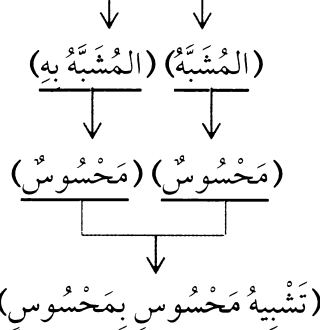 (المُشَبَّهُ) (المُشَبَّهُ بِهِ)
(مَحْسُوسٌ) (مَحْسُوسٌ)
(تَشْبِيهُ مَحْسُوسٍ بِمَحْسُوسٍ)